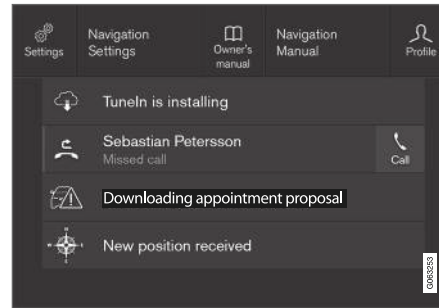 Settings
Navigation
Settings
Owner's
manual
Navigation
Manual
Profile
TuneIn is installing
Sebastian Petersson
Missed call
Call
Downloading appointment proposal
New position received
G063253